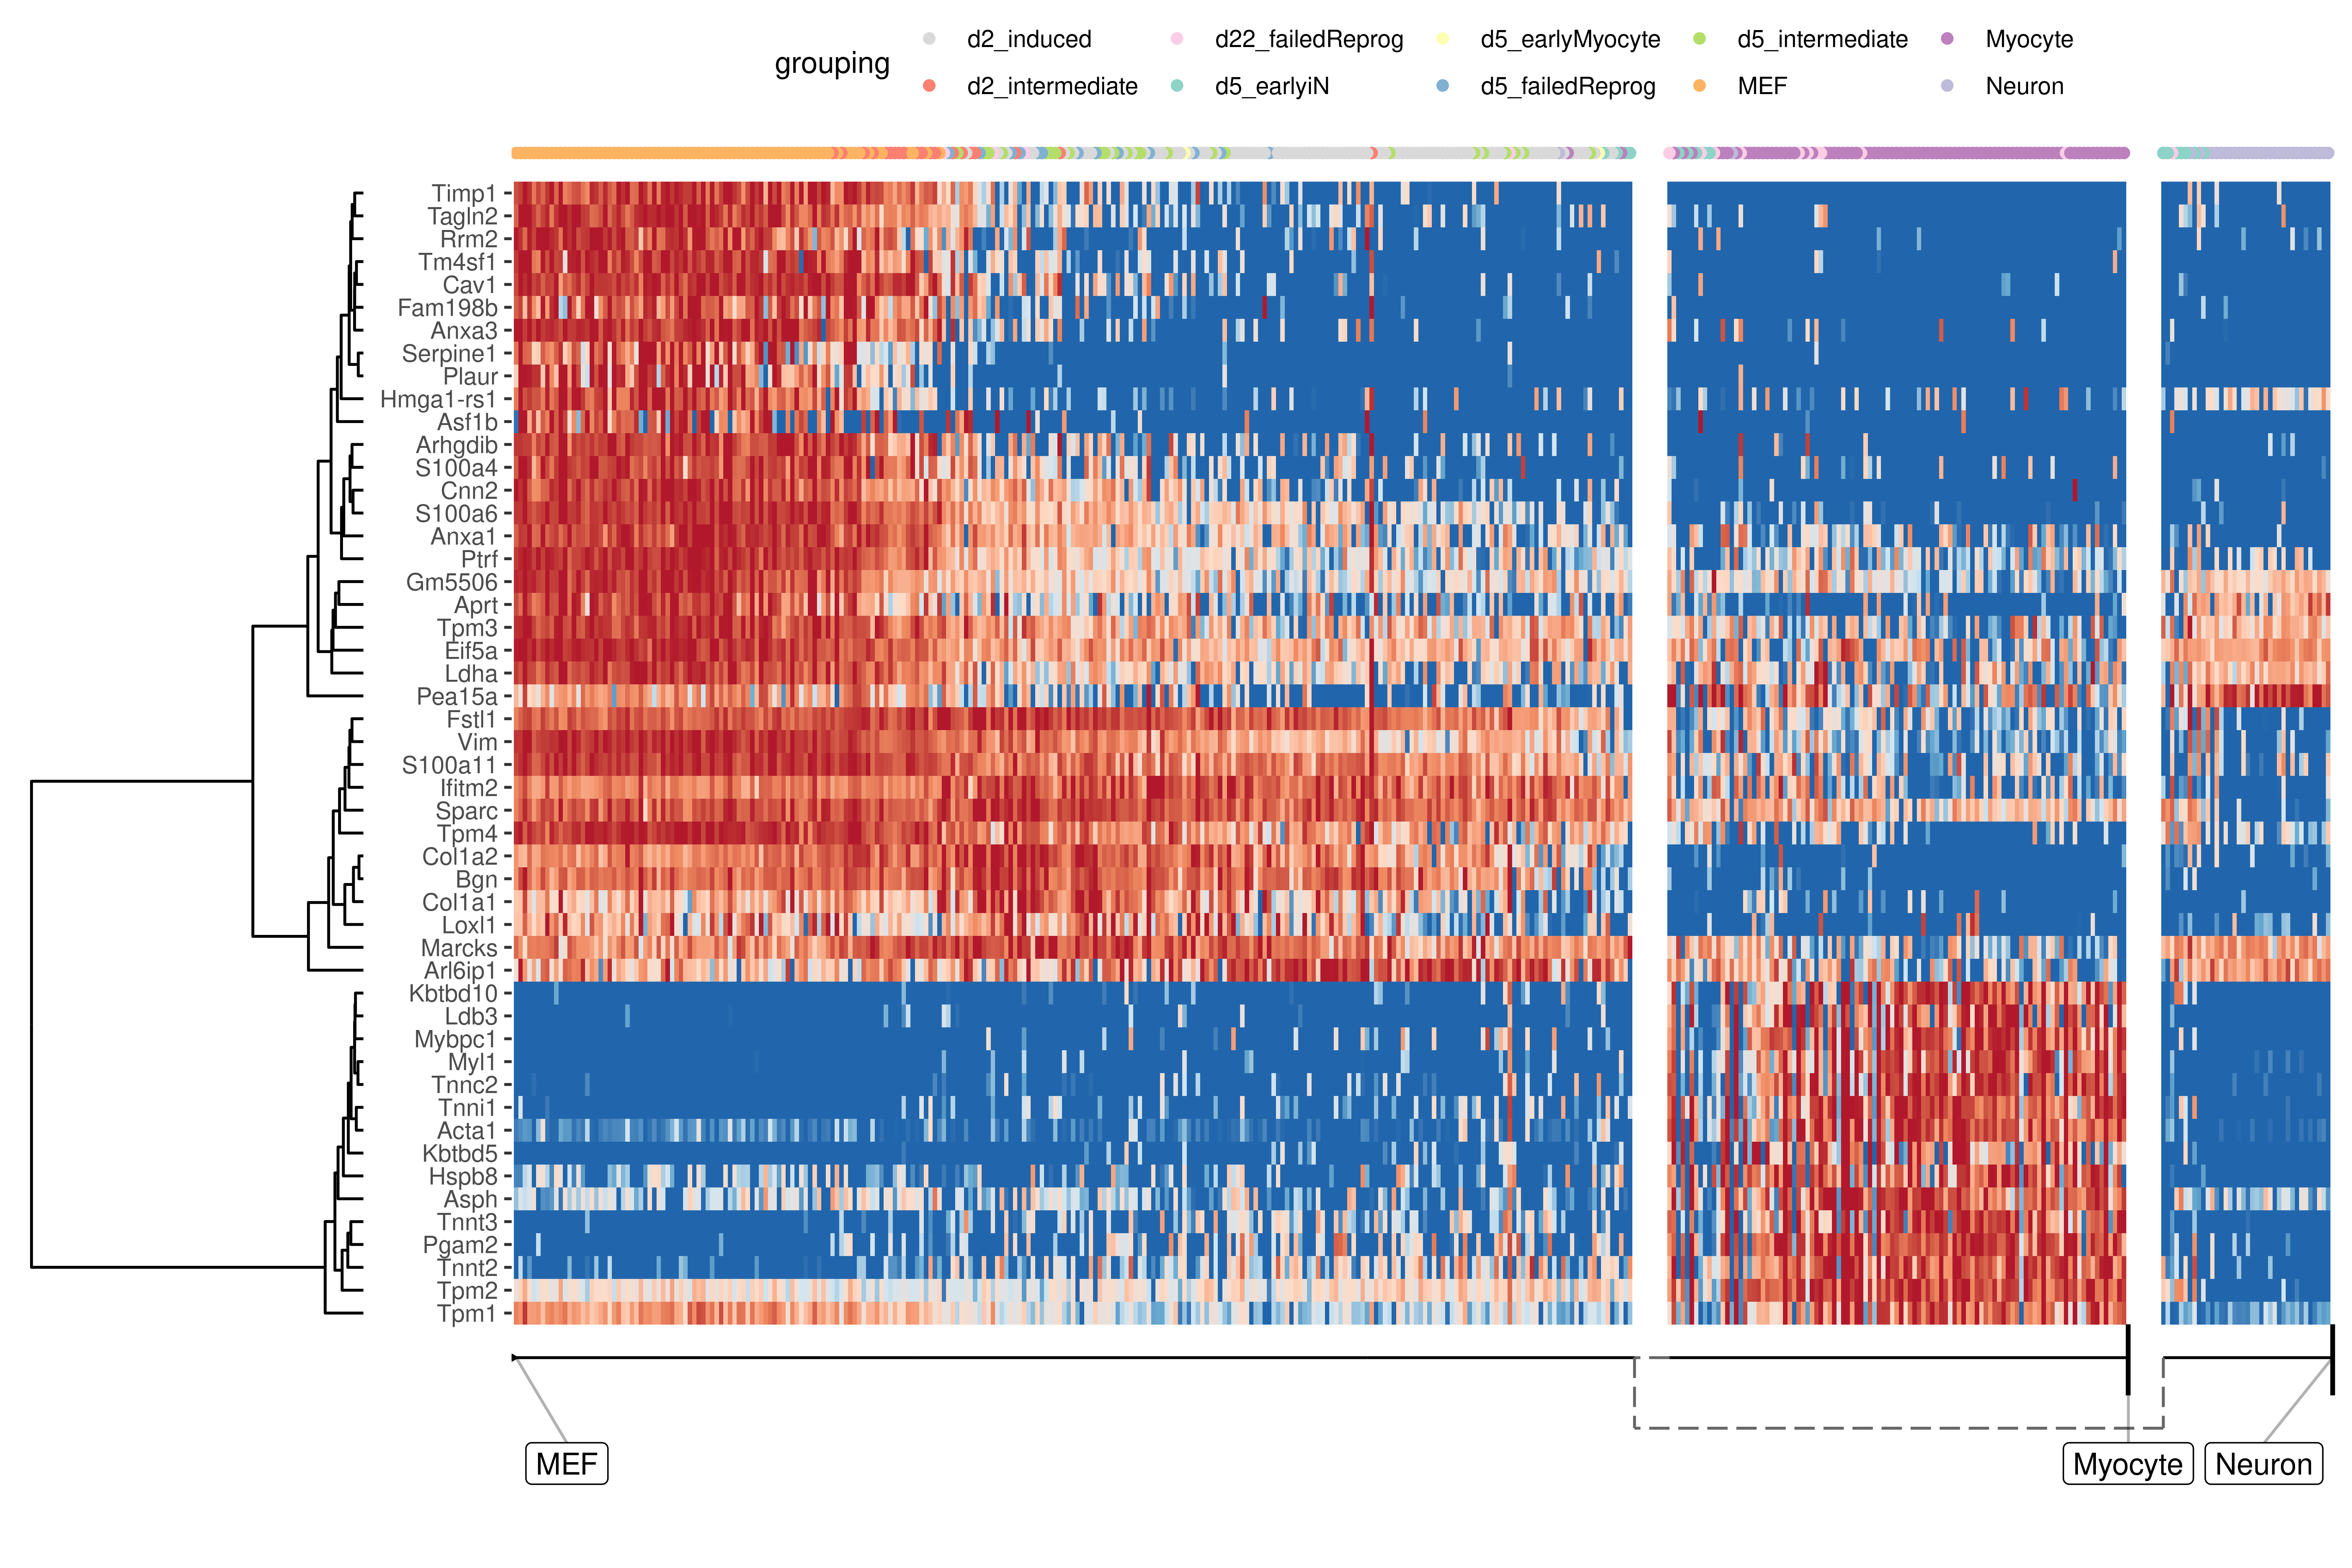 grouping
d2_induced d22_failedReprog d5_earlyMyocyte d5_intermediate Myocyte
d2_intermediate d5_earlyiN d5_failedReprog MEF Neuron
Timp1
Tagln2
Rrm2
Tm4sf1
Cav1
Fam198b
Anxa3
Serpine1
Plaur
Hmga1-rs1
Asf1b
Arhgdib
S100a4
Cnn2
S100a6
Anxa1
Ptrf
Gm5506
Aprt
Tpm3
Eif5a
Ldha
Pea15a
Fstl1
Vim
S100a11
Ifitm2
Sparc
Tpm4
Col1a2
Bgn
Col1a1
Loxl1
Marcks
Arl6ip1
Kbtbd10
Ldb3
Mybpc1
Myl1
Tnnc2
Tnni1
Acta1
Kbtbd5
Hspb8
Asph
Tnnt3
Pgam2
Tnnt2
Tpm2
Tpm1
MEF Myocyte Neuron